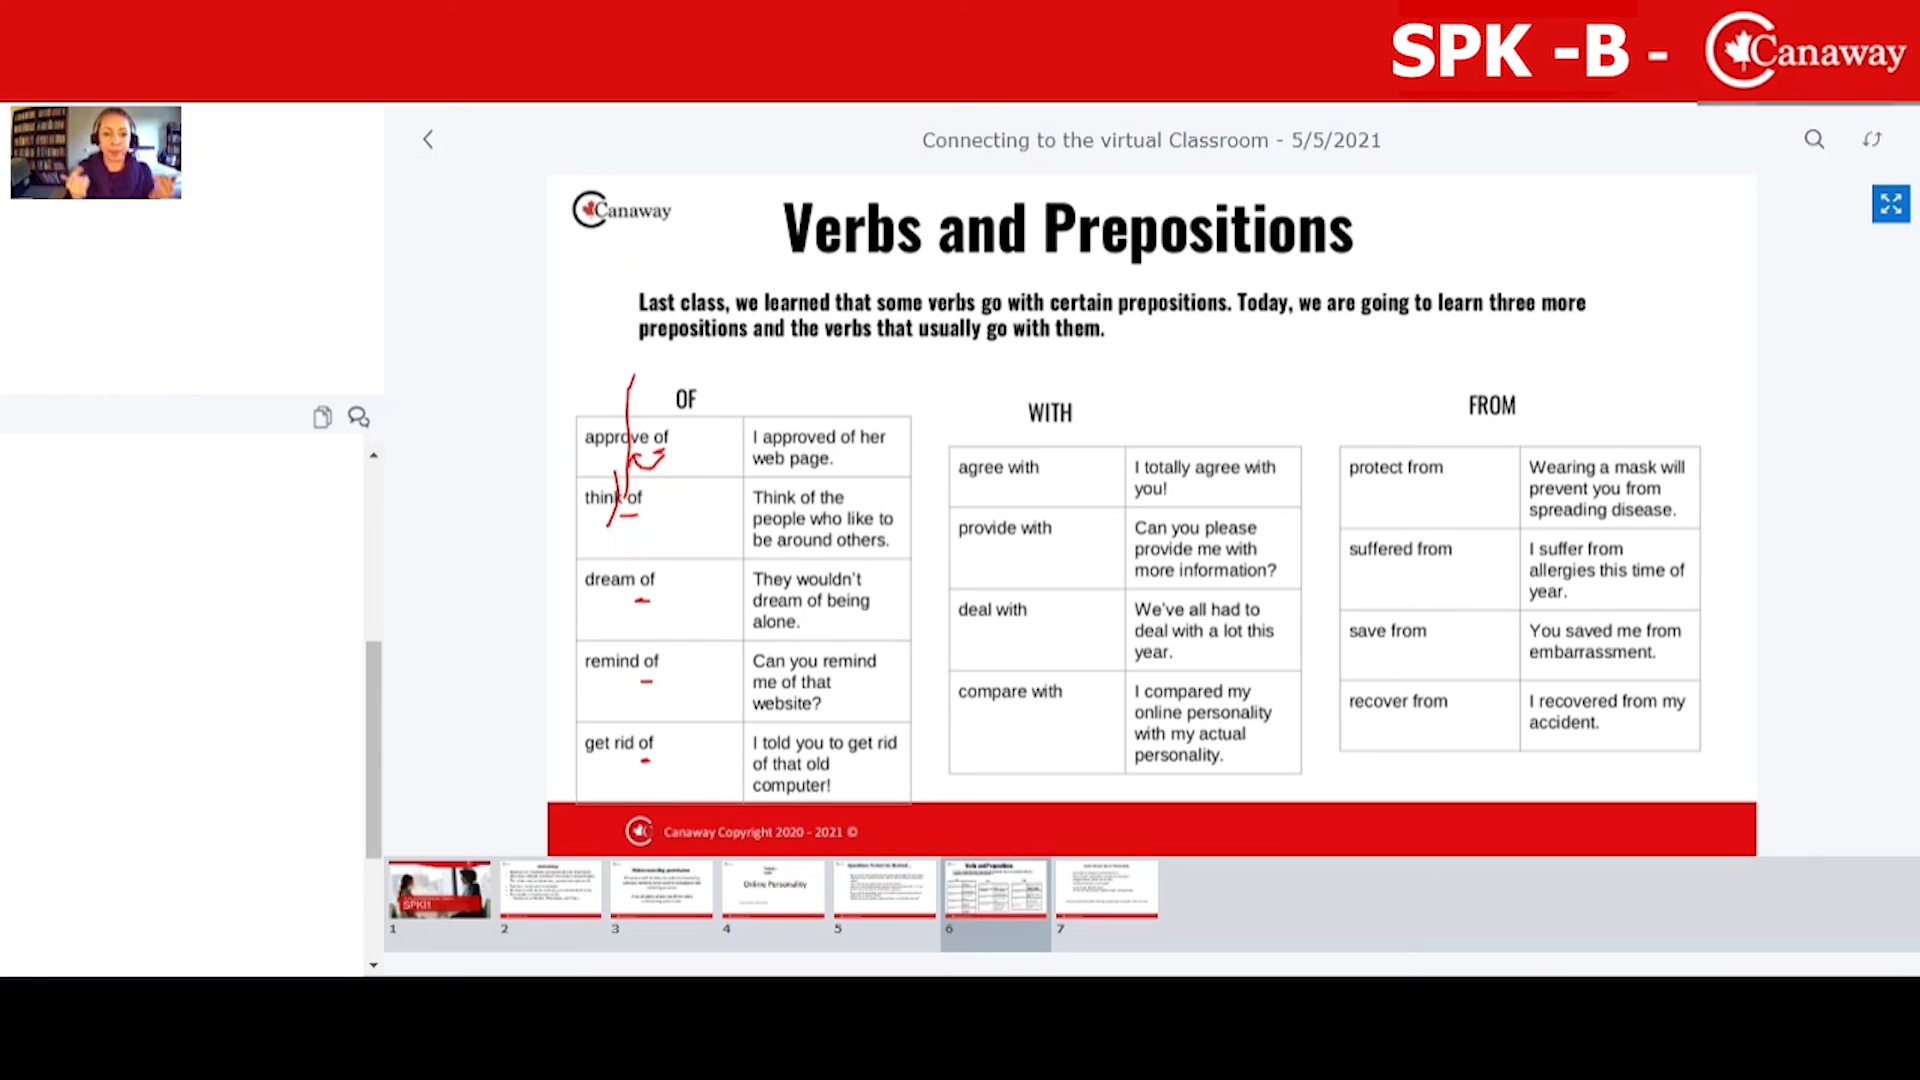 SPK -B -
Canaway
Connecting to the virtual Classroom - 5/5/2021
Canaway
Verbs and Prepositions
Last class, we learned that some verbs go with certain prepositions. Today, we are going to learn three more
prepositions and the verbs that usually go with them.
OF
approve of
I approved of her
web page.
think of
Think of the
people who like to
be around others.
dream of
They wouldn't
dream of being
alone.
remind of
Can you remind
me of that
website?
get rid of
I told you to get rid
of that old
computer!
WITH
agree with
I totally agree with
you!
provide with
Can you please
provide me with
more information?
deal with
We've all had to
deal with a lot this
year.
compare with
I compared my
online personality
with my actual
personality.
FROM
protect from
Wearing a mask will
prevent you from
spreading disease.
suffered from
I suffer from
allergies this time of
year.
save from
You saved me from
embarrassment.
recover from
I recovered from my
accident.
Canaway Copyright 2020 - 2021 ©
SPKI1
Online Personality
Verbs and Prepositions
1
2
3
4
5
6
7